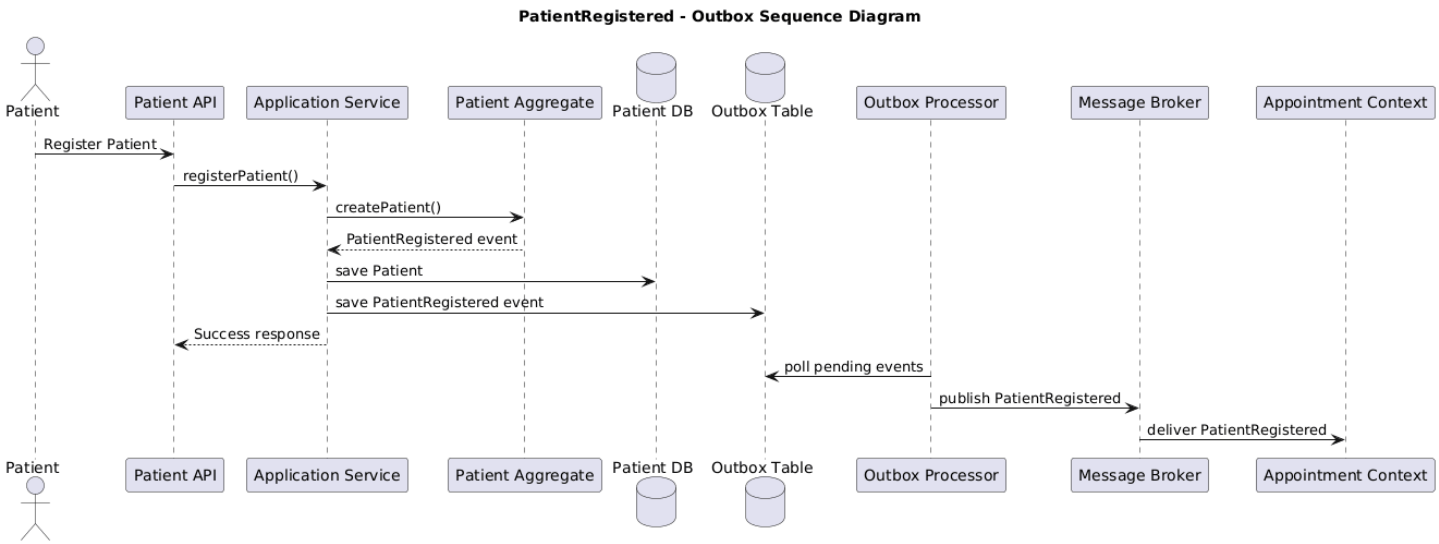 PatientRegistered - Outbox Sequence Diagram
Patient
Patient API
Application Service
Patient Aggregate
Patient DB
Outbox Table
Outbox Processor
Message Broker
Appointment Context
Register Patient
registerPatient()
createPatient()
PatientRegistered event
save Patient
save PatientRegistered event
Success response
poll pending events
publish PatientRegistered
deliver PatientRegistered
Patient
Patient API
Application Service
Patient Aggregate
Patient DB
Outbox Table
Outbox Processor
Message Broker
Appointment Context